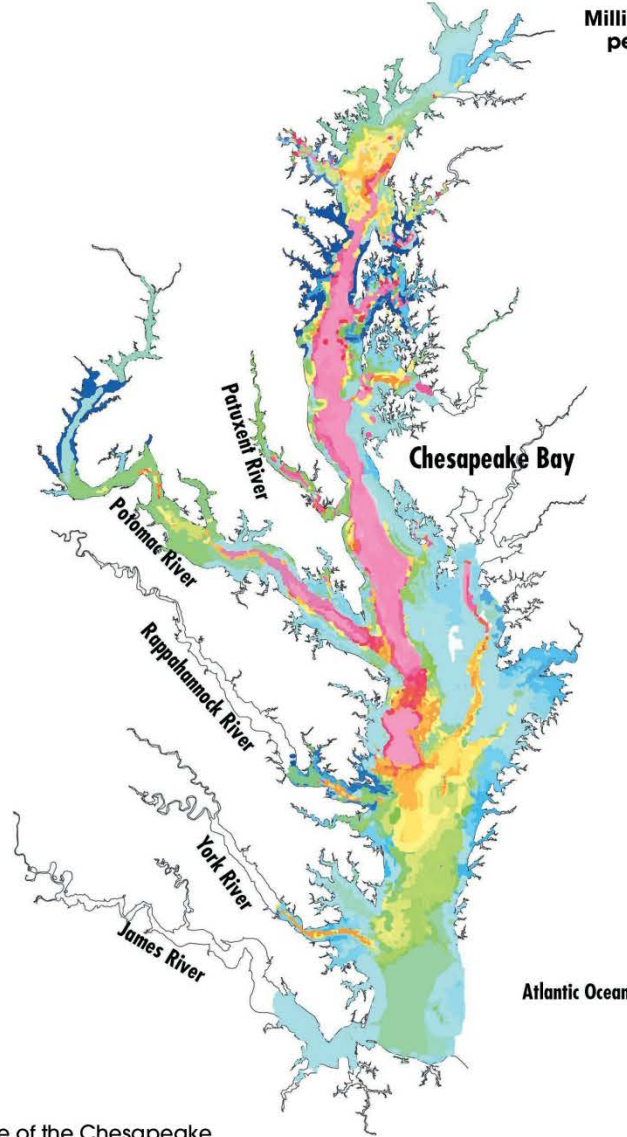 Milli
pe
Patuxent River
Chesapeake Bay
Potomac River
Rappahannock River
York River
James River
Atlantic Ocean
e of the Chesapeake